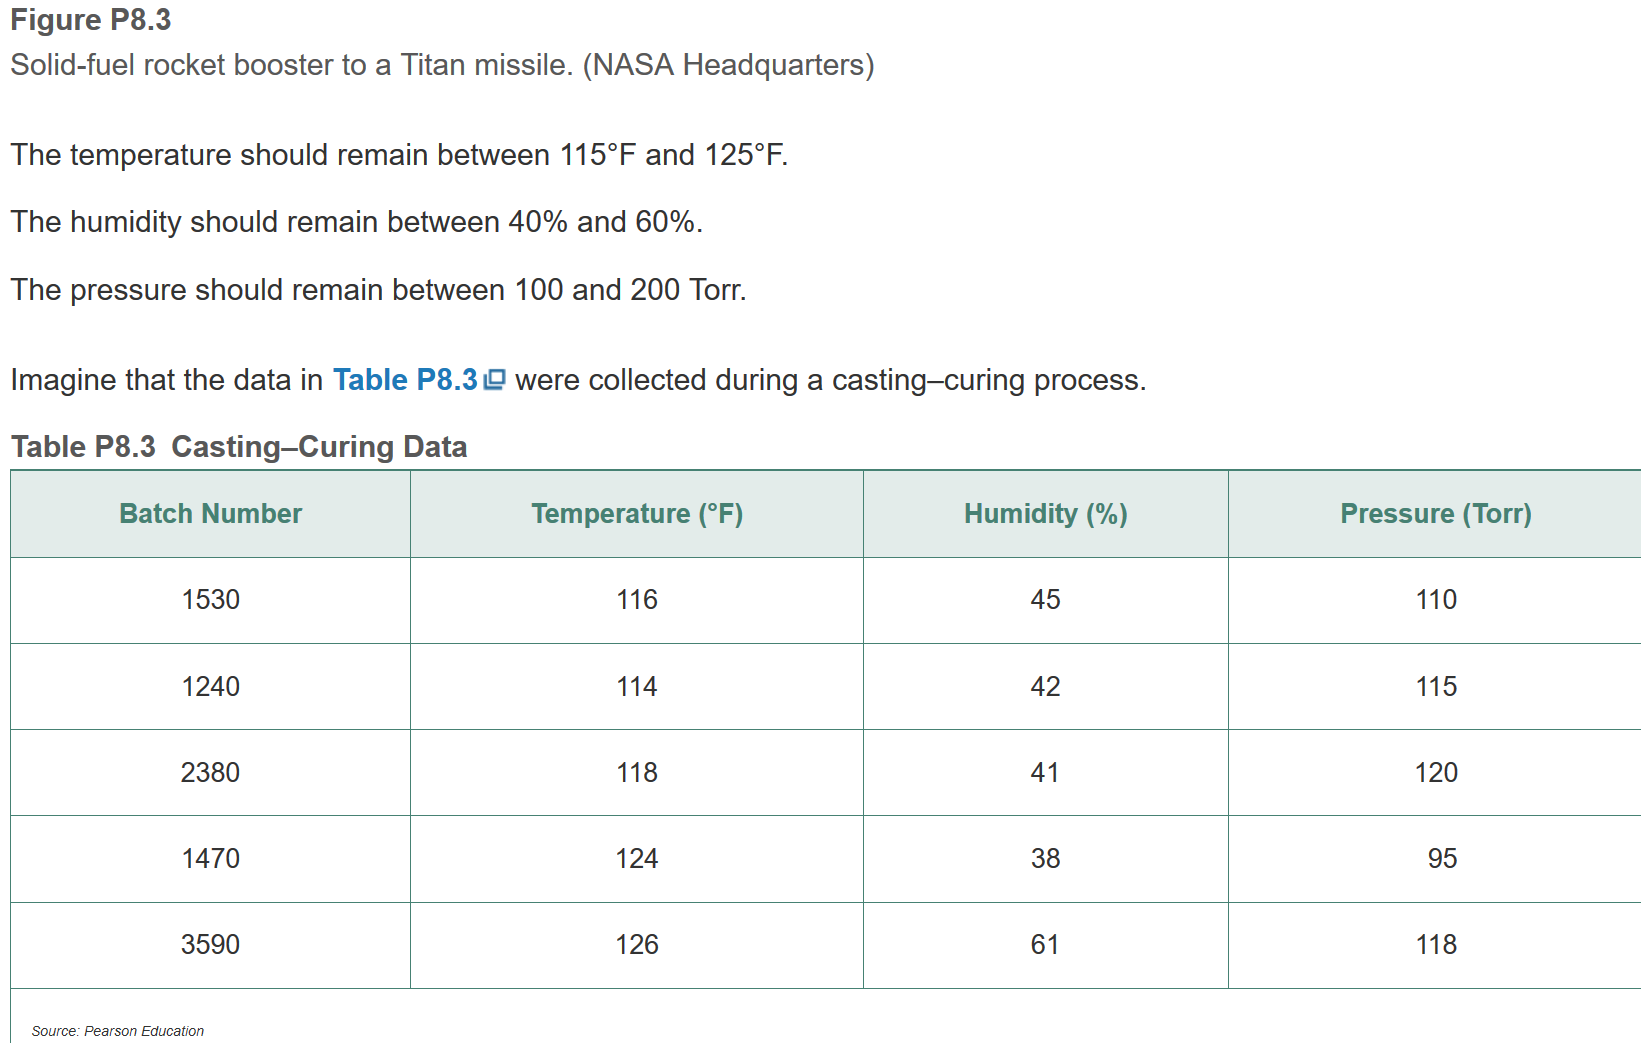 Figure P8.3
Solid-fuel rocket booster to a Titan missile. (NASA Headquarters)
The temperature should remain between 115°F and 125°F.
The humidity should remain between 40% and 60%.
The pressure should remain between 100 and 200 Torr.
Imagine that the data in Table P8.3 were collected during a casting–curing process.
Table P8.3 Casting–Curing Data
Batch Number Temperature (°F) Humidity (%) Pressure (Torr)
1530 116 45 110
1240 114 42 115
2380 118 41 120
1470 124 38 95
3590 126 61 118
Source: Pearson Education